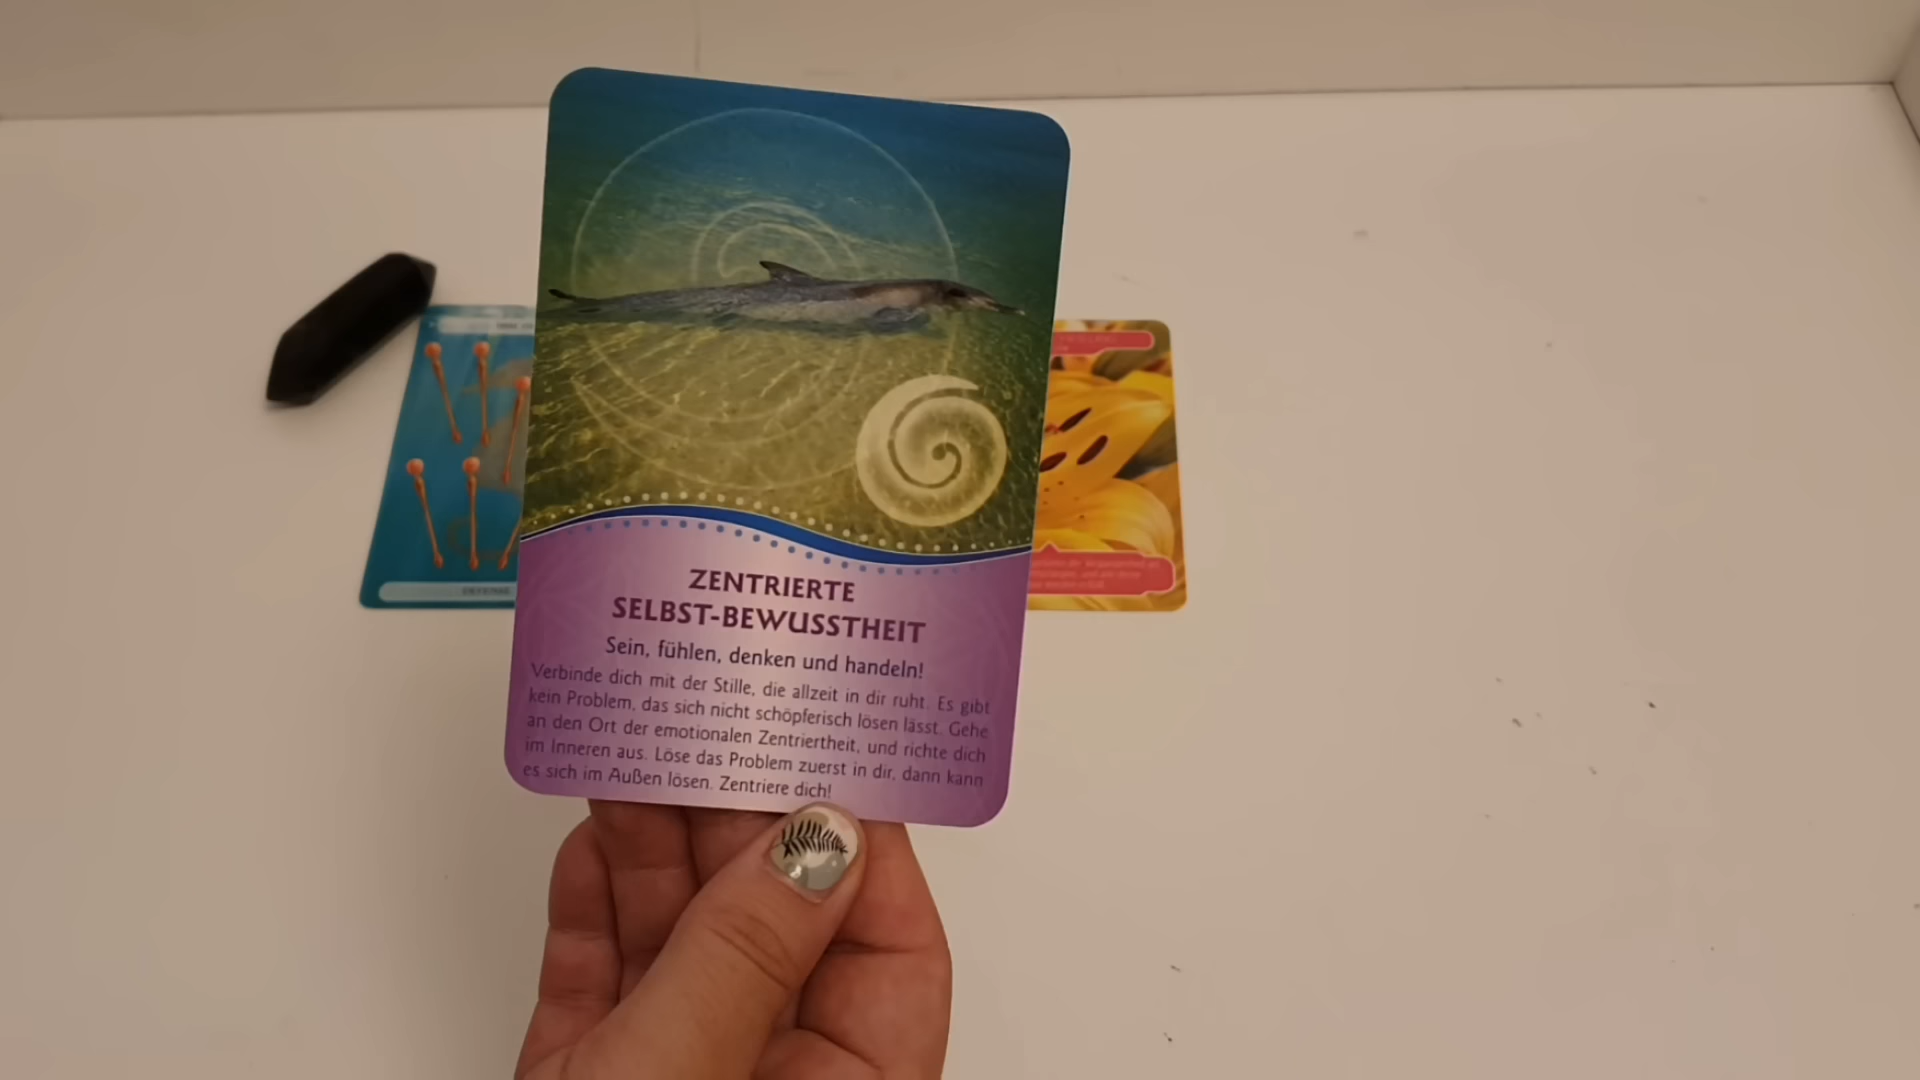 ZENTRIERTE
SELBST-BEWUSSTHEIT
Sein, fühlen, denken und handeln!
Verbinde dich mit der Stille, die allzeit in dir ruht. Es gibt
kein Problem, das sich nicht schöpferisch lösen lässt. Gehe
an den Ort der emotionalen Zentriertheit, und richte dich
im Inneren aus. Löse das Problem zuerst in dir, dann kann
es sich im Außen lösen. Zentriere dich!